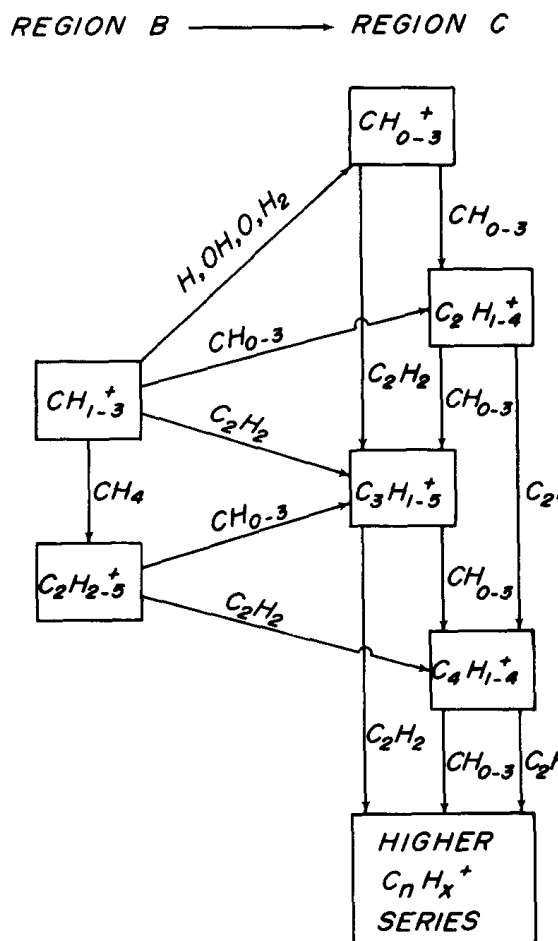 REGION B → REGION C
CH₀₋₃⁺
H, OH, O, H₂
CH₀₋₃
CH₀₋₃
C₂H₁₋₄⁺
CH₁₋₃⁺
C₂H₂
C₂H₂
CH₀₋₃
CH₄
C₃H₁₋₅⁺
CH₀₋₃
C₂H₂₋₅⁺
C₂H₂
CH₀₋₃
C₄H₁₋₄⁺
C₂H₂
CH₀₋₃
HIGHER
CₙHₓ⁺
SERIES